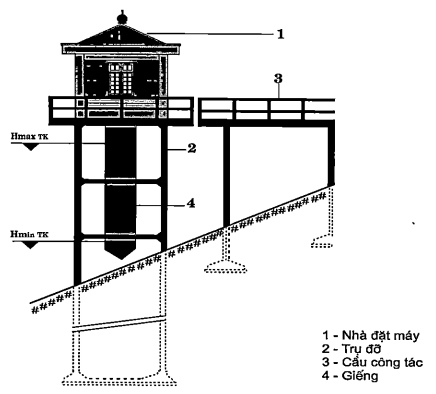 1
3
Hmax TK
2
4
Hmin TK
1 - Nhà đặt máy
2 - Trụ đỡ
3 - Cầu công tác
4 - Giếng